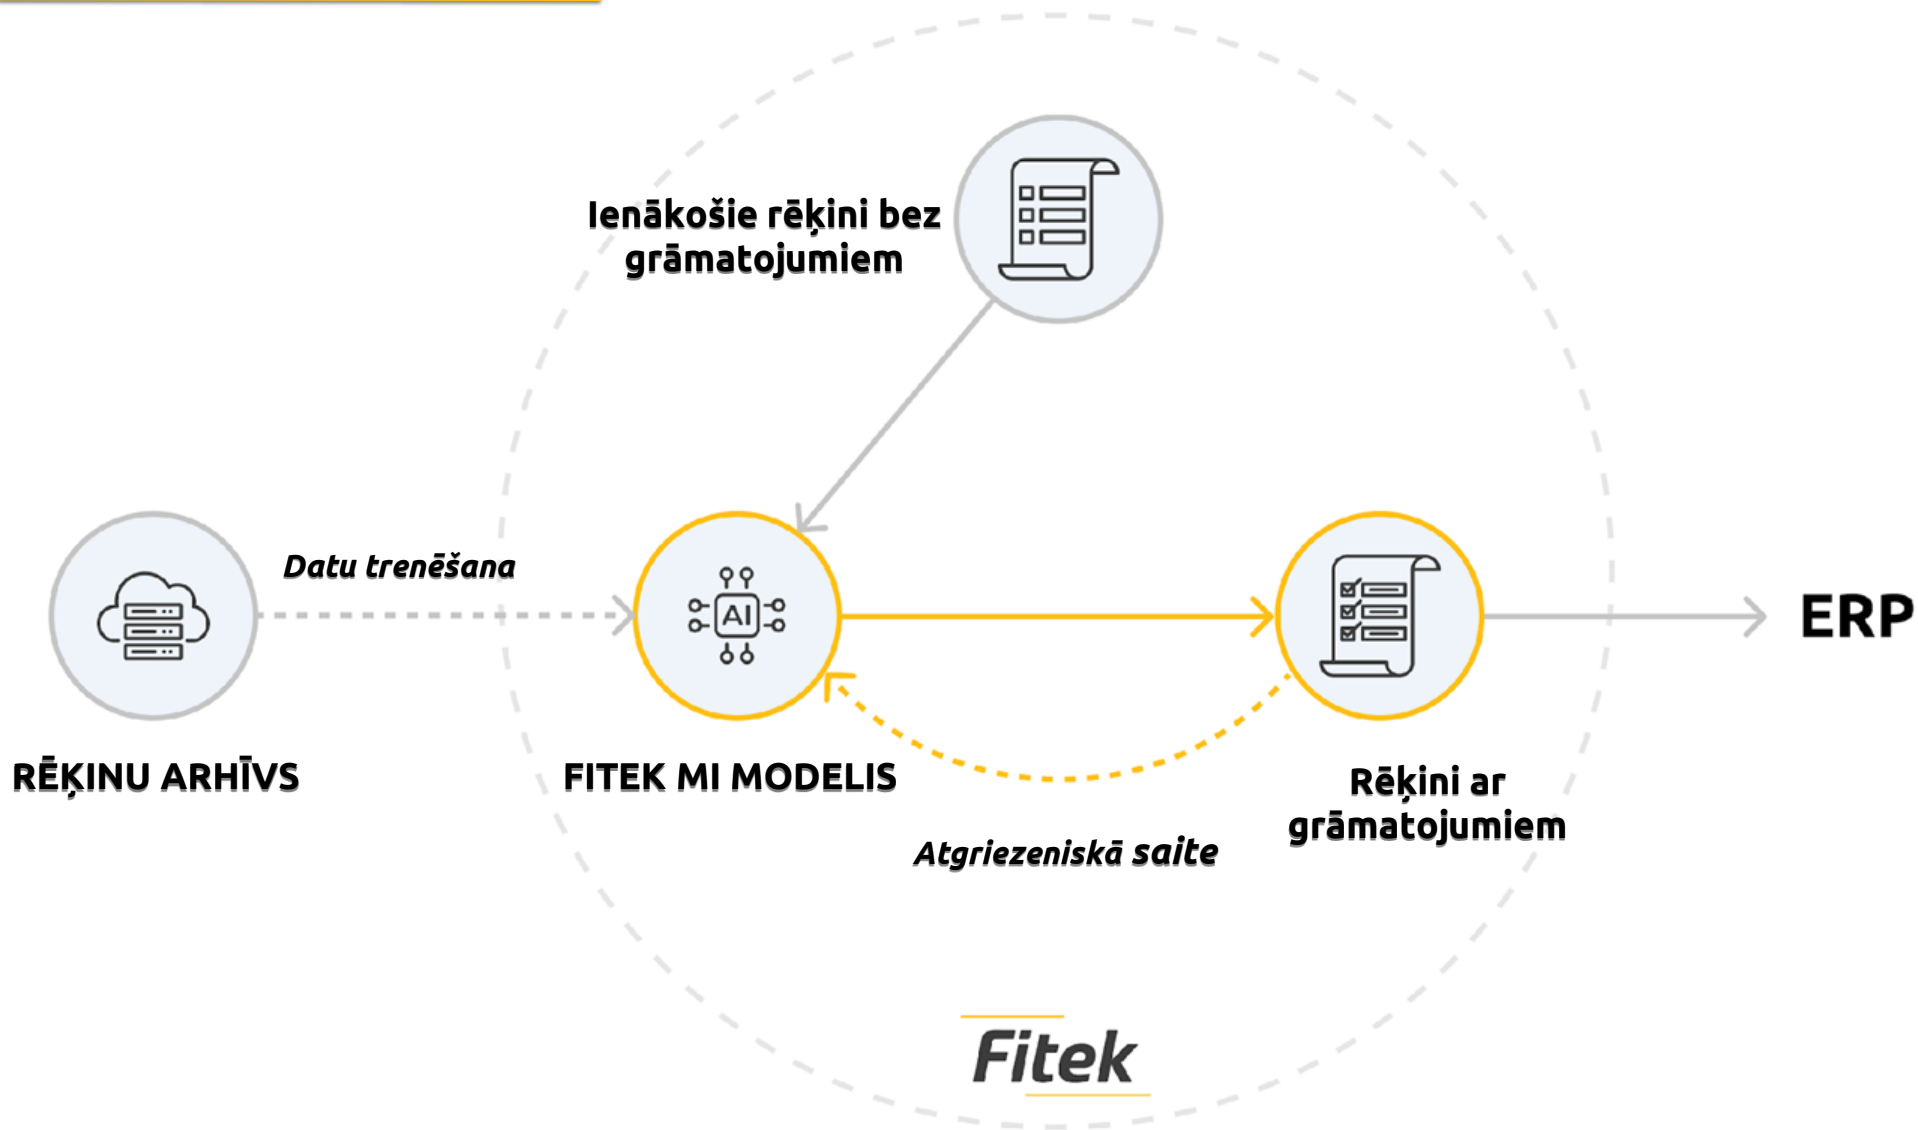 Ienākošie rēķini bez
grāmatojumiem
Datu trenēšana
AI
ERP
RĒĶINU ARHĪVS
FITEK MI MODELIS
Rēķini ar
grāmatojumiem
Atgriezeniskā saite
Fitek